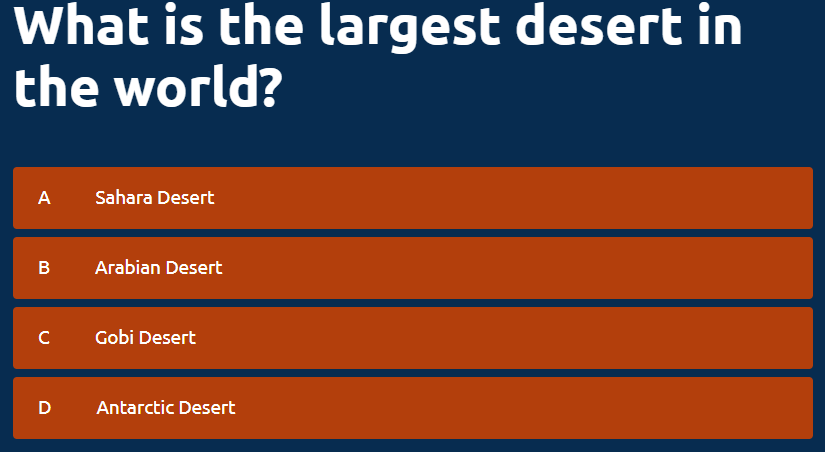 What is the largest desert in
the world?
A Sahara Desert
B Arabian Desert
C Gobi Desert
D Antarctic Desert